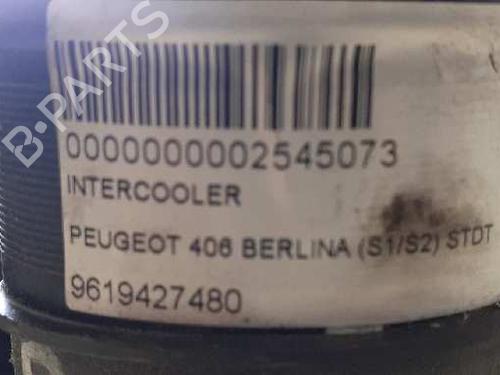 B-PARTS
0000000002545073
INTERCOOLER
PEUGEOT 406 BERLINA (S1/S2) STDT
9619427480